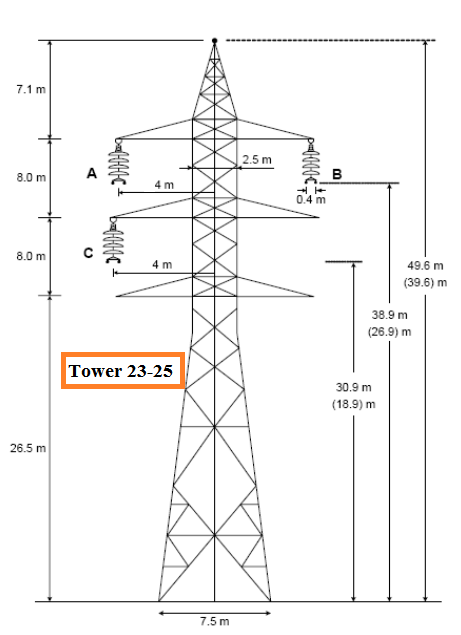 7.1 m
8.0 m
8.0 m
26.5 m
A
B
C
2.5 m
4 m
0.4 m
4 m
49.6 m
(39.6) m
38.9 m
(26.9) m
30.9 m
(18.9) m
Tower 23-25
7.5 m